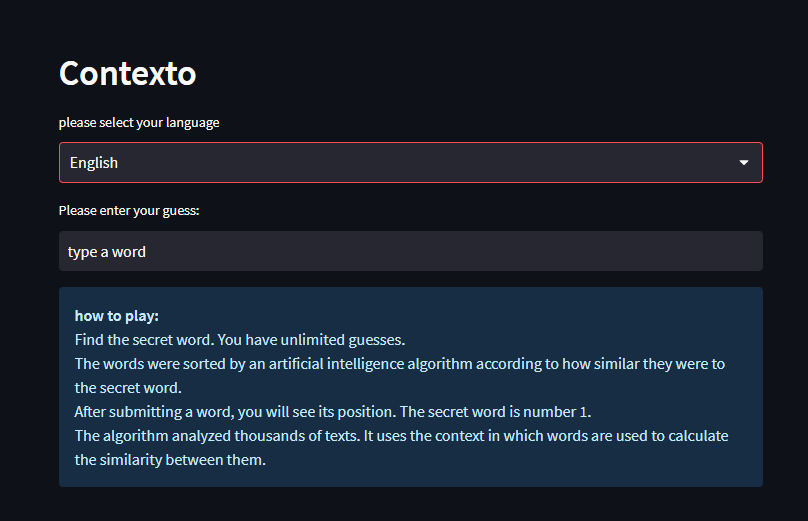 Contexto
please select your language
English
Please enter your guess:
type a word
how to play:
Find the secret word. You have unlimited guesses.
The words were sorted by an artificial intelligence algorithm according to how similar they were to
the secret word.
After submitting a word, you will see its position. The secret word is number 1.
The algorithm analyzed thousands of texts. It uses the context in which words are used to calculate
the similarity between them.